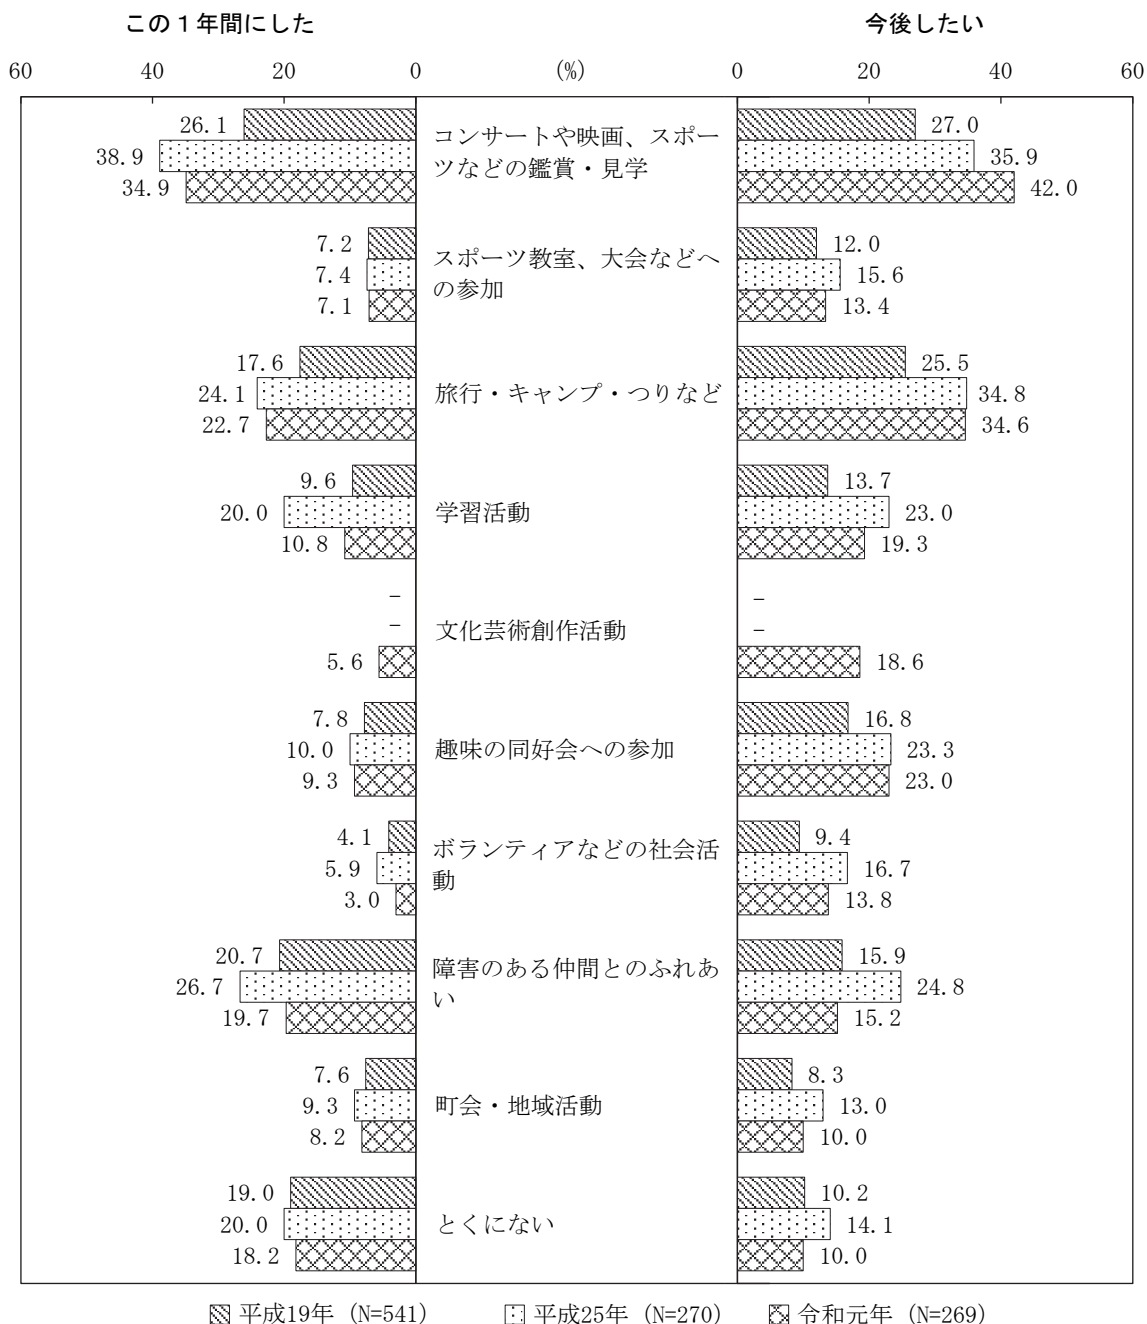 この１年間にした 今後したい
60 40 20 0 (%) 0 20 40 60
26.1 コンサートや映画、スポー 27.0
38.9 ツなどの鑑賞・見学 35.9
34.9 42.0
7.2 スポーツ教室、大会などへ 12.0
7.4 の参加 15.6
7.1 13.4
17.6 25.5
24.1 旅行・キャンプ・つりなど 34.8
22.7 34.6
9.6 13.7
20.0 学習活動 23.0
10.8 19.3
– –
– 文化芸術創作活動 –
5.6 18.6
7.8 16.8
10.0 趣味の同好会への参加 23.3
9.3 23.0
4.1 ボランティアなどの社会活 9.4
5.9 動 16.7
3.0 13.8
20.7 障害のある仲間とのふれあ 15.9
26.7 い 24.8
19.7 15.2
7.6 8.3
9.3 町会・地域活動 13.0
8.2 10.0
19.0 10.2
20.0 とくにない 14.1
18.2 10.0
平成19年 (N=541) 平成25年 (N=270) 令和元年 (N=269)